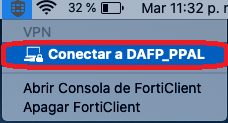 32 % Mar 11:32 p.
VPN
Conectar a DAFP_PPAL
Abrir Consola de FortiClient
Apagar FortiClient